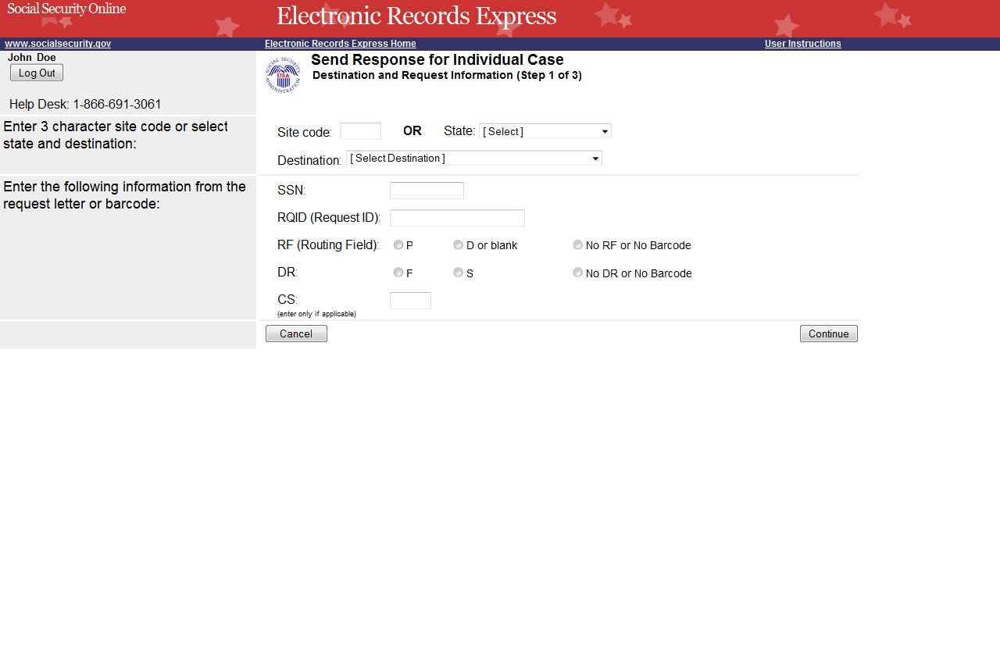 Social Security Online
Electronic Records Express
www.socialsecurity.gov
Electronic Records Express Home
User Instructions
John Doe
Log Out
Help Desk: 1-866-691-3061
SOCIAL SECURITY ADMINISTRATION
USA
Send Response for Individual Case
Destination and Request Information (Step 1 of 3)
Enter 3 character site code or select
state and destination:
Site code: OR State: [ Select ]
Destination: [ Select Destination ]
Enter the following information from the
request letter or barcode:
SSN:
RQID (Request ID):
RF (Routing Field): P D or blank No RF or No Barcode
DR: F S No DR or No Barcode
CS:
(enter only if applicable)
Cancel
Continue